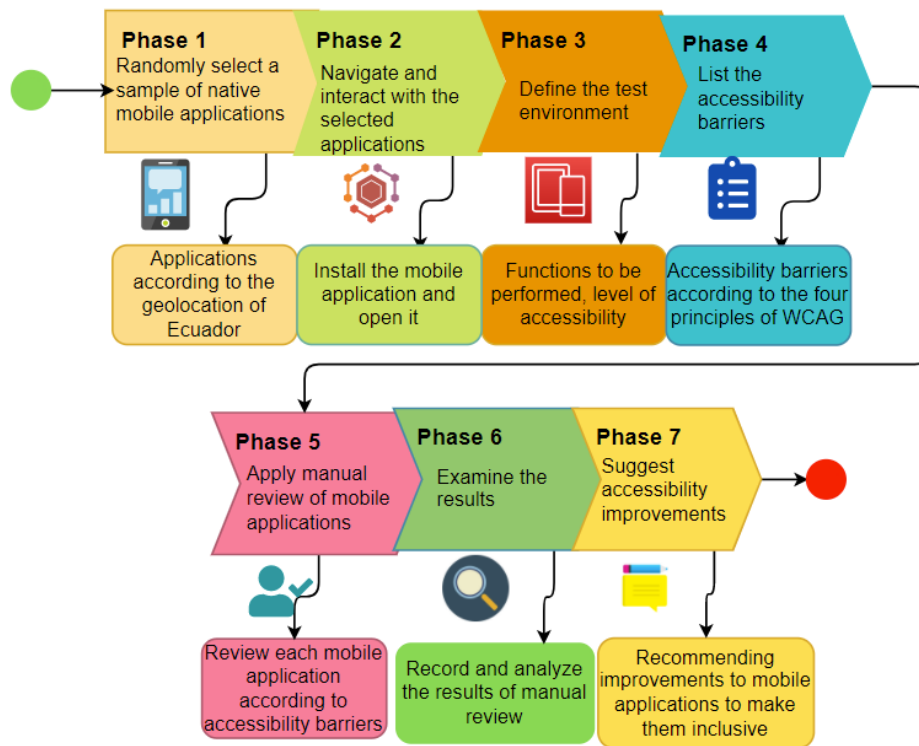 Phase 1
Randomly select a
sample of native
mobile applications
Phase 2
Navigate and
interact with the
selected
applications
Phase 3
Define the test
environment
Phase 4
List the
accessibility
barriers
Applications
according to the
geolocation of
Ecuador
Install the mobile
application and
open it
Functions to be
performed, level of
accessibility
Accessibility barriers
according to the four
principles of WCAG
Phase 5
Apply manual
review of mobile
applications
Phase 6
Examine the
results
Phase 7
Suggest
accessibility
improvements
Review each mobile
application
according to
accessibility barriers
Record and analyze
the results of manual
review
Recommending
improvements to mobile
applications to make
them inclusive